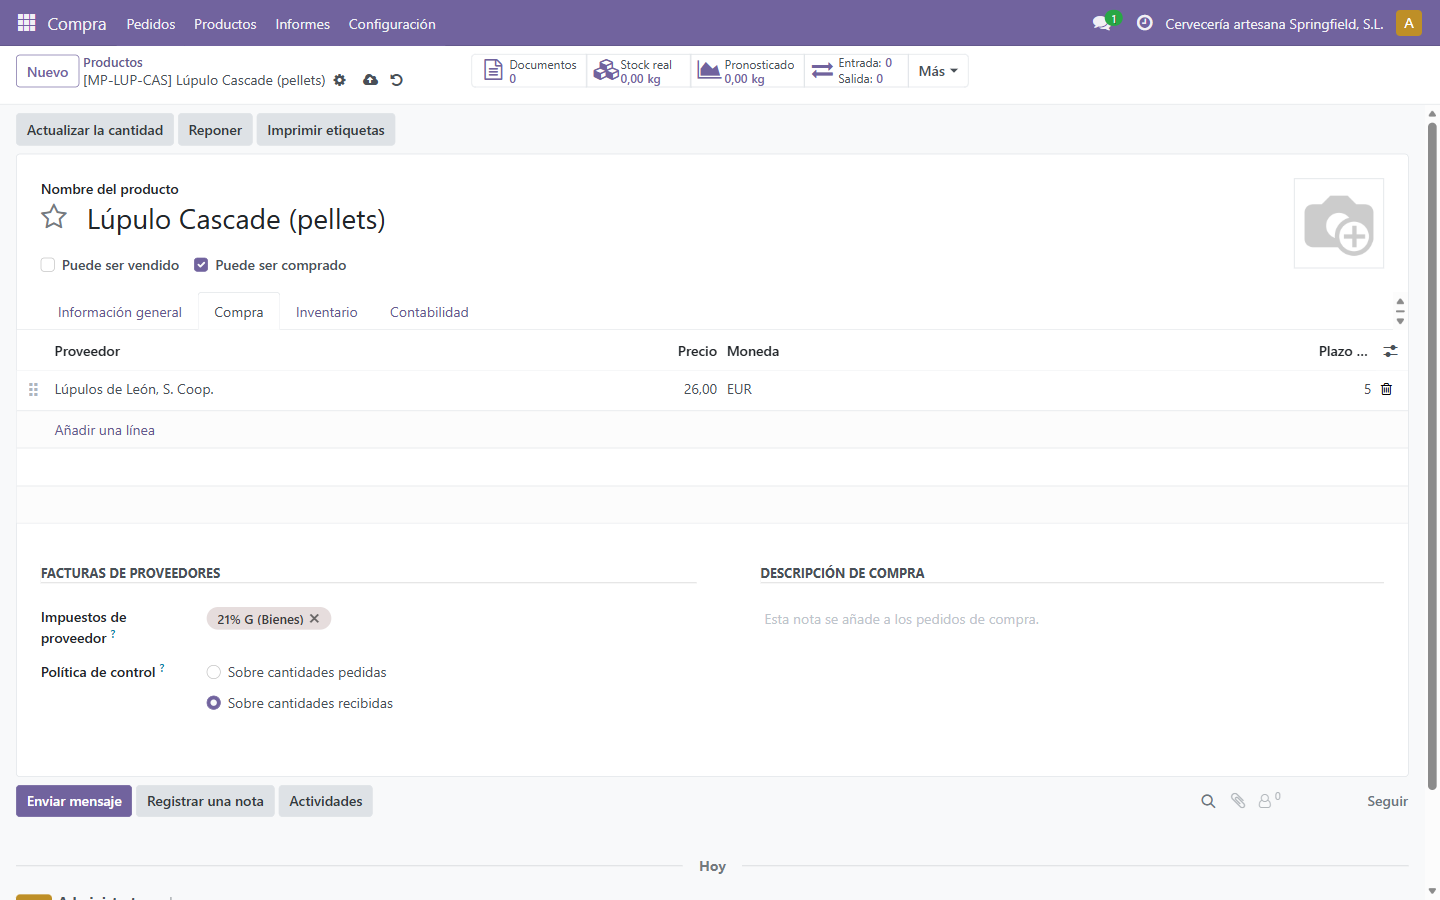 Compra
Pedidos
Productos
Informes
Configuración
1
Cervecería artesana Springfield, S.L.
A
Nuevo
Productos
[MP-LUP-CAS] Lúpulo Cascade (pellets)
Documentos
0
Stock real
0,00 kg
Pronosticado
0,00 kg
Entrada: 0
Salida: 0
Más
Actualizar la cantidad
Reponer
Imprimir etiquetas
Nombre del producto
Lúpulo Cascade (pellets)
Puede ser vendido
Puede ser comprado
Información general
Compra
Inventario
Contabilidad
Proveedor
Precio
Moneda
Plazo ...
Lúpulos de León, S. Coop.
26,00
EUR
5
Añadir una línea
FACTURAS DE PROVEEDORES
Impuestos de
proveedor ?
21% G (Bienes)
Política de control ?
Sobre cantidades pedidas
Sobre cantidades recibidas
DESCRIPCIÓN DE COMPRA
Esta nota se añade a los pedidos de compra.
Enviar mensaje
Registrar una nota
Actividades
0
Seguir
Hoy